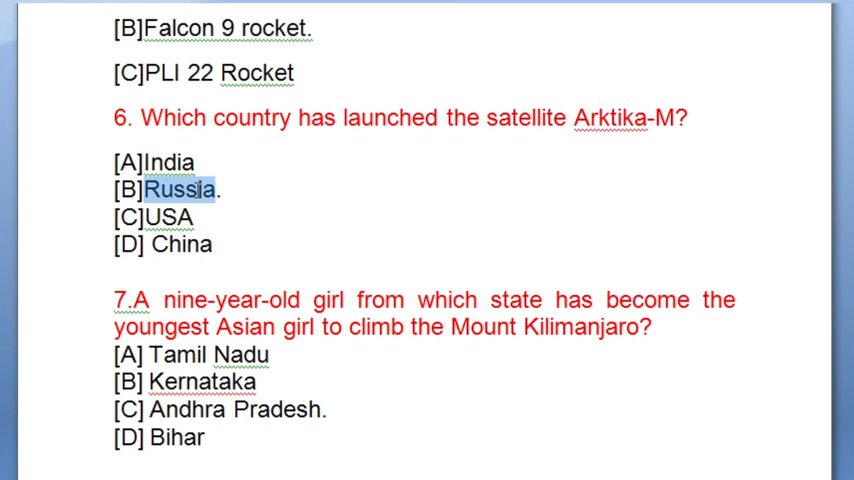 [B]Falcon 9 rocket.
[C]PLI 22 Rocket
6. Which country has launched the satellite Arktika-M?
[A]India
[B]Russia.
[C]USA
[D] China
7.A nine-year-old girl from which state has become the
youngest Asian girl to climb the Mount Kilimanjaro?
[A] Tamil Nadu
[B] Kernataka
[C] Andhra Pradesh.
[D] Bihar